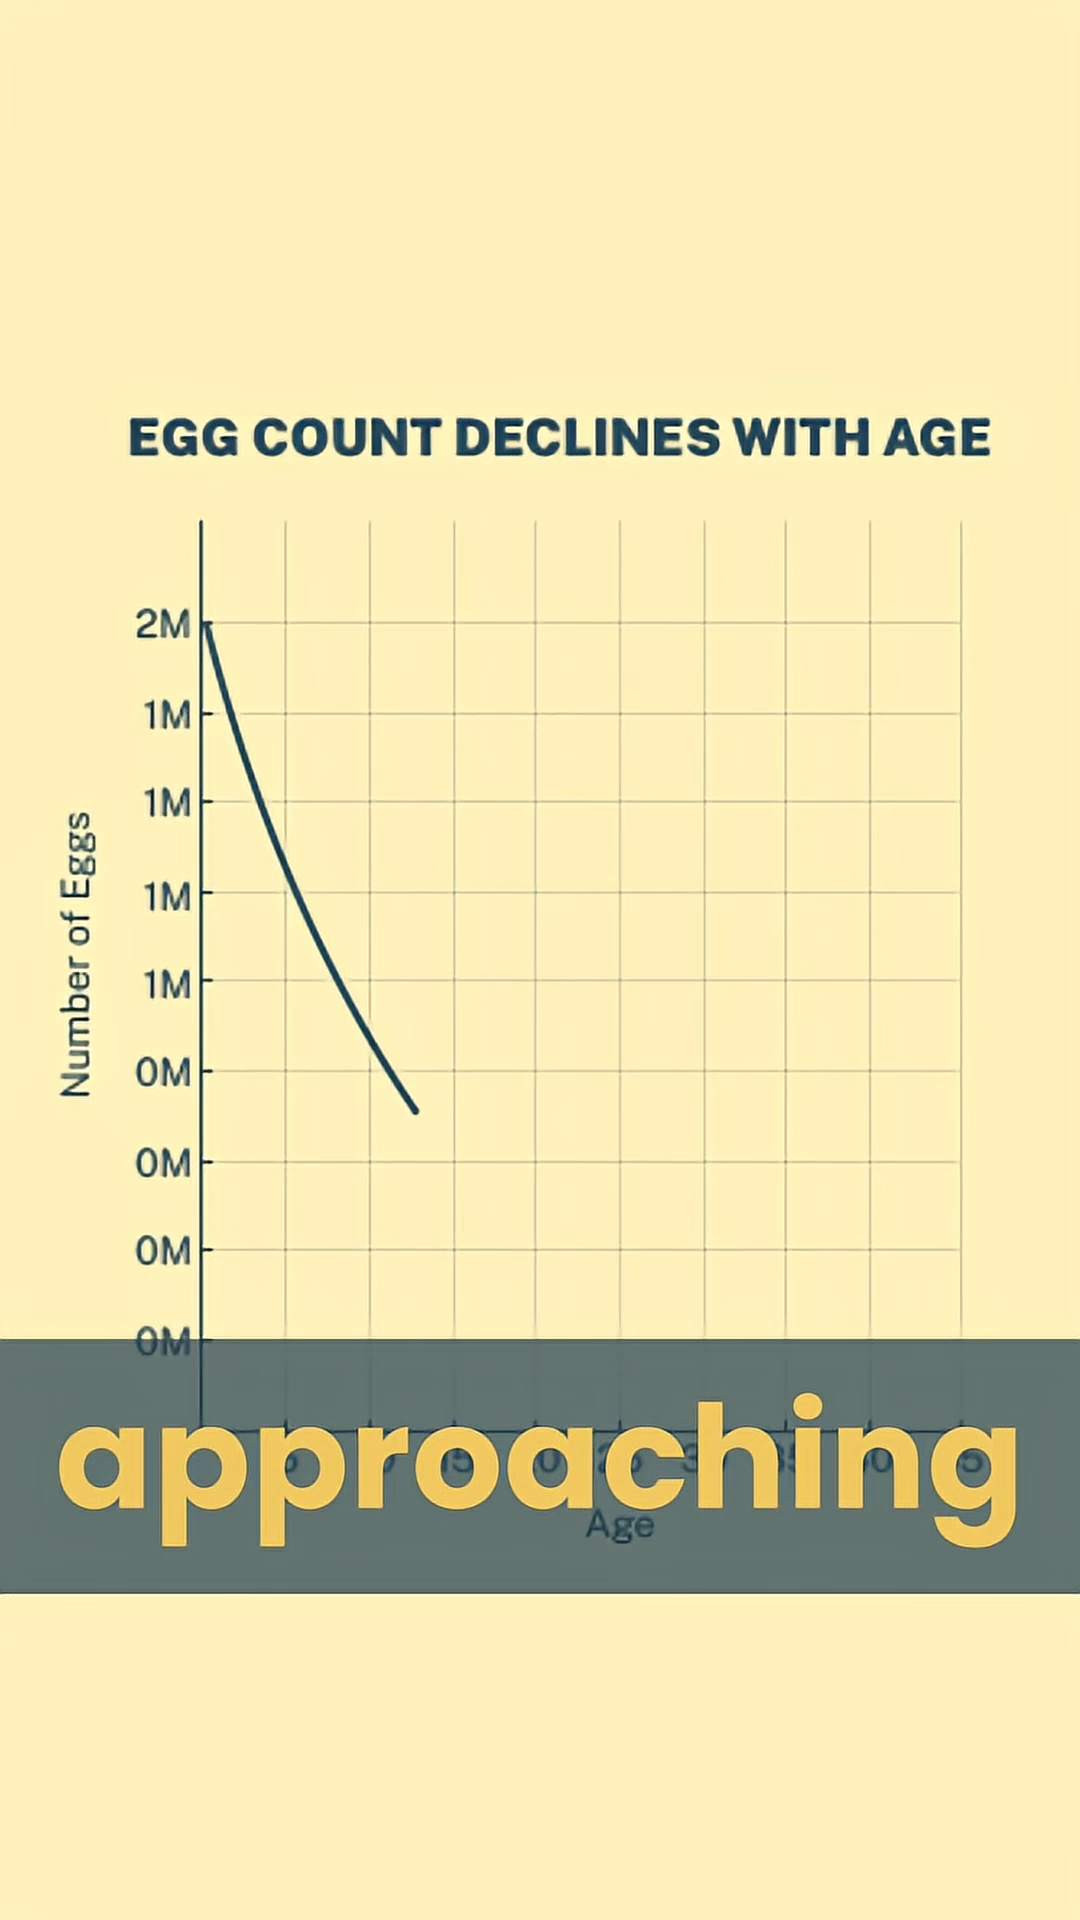 EGG COUNT DECLINES WITH AGE
2M
1M
1M
1M
1M
0M
0M
0M
0M
Number of Eggs
approaching
Age